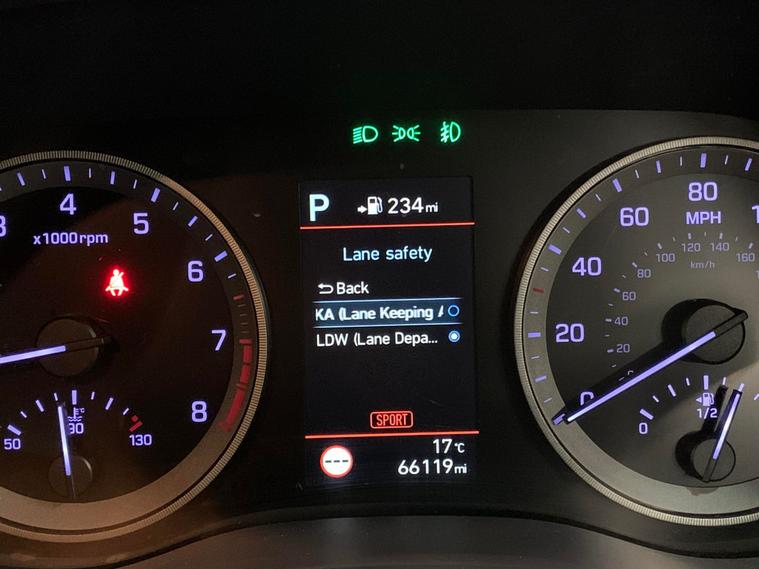 P 234mi
Lane safety
Back
KA (Lane Keeping
LDW (Lane Depa...
SPORT
17°C
66119mi
4
5
x1000rpm
6
7
8
50
°C
90
130
80
MPH
60
40
20
0
120 140
100 160
km/h
80
60
40
20
0
1/2